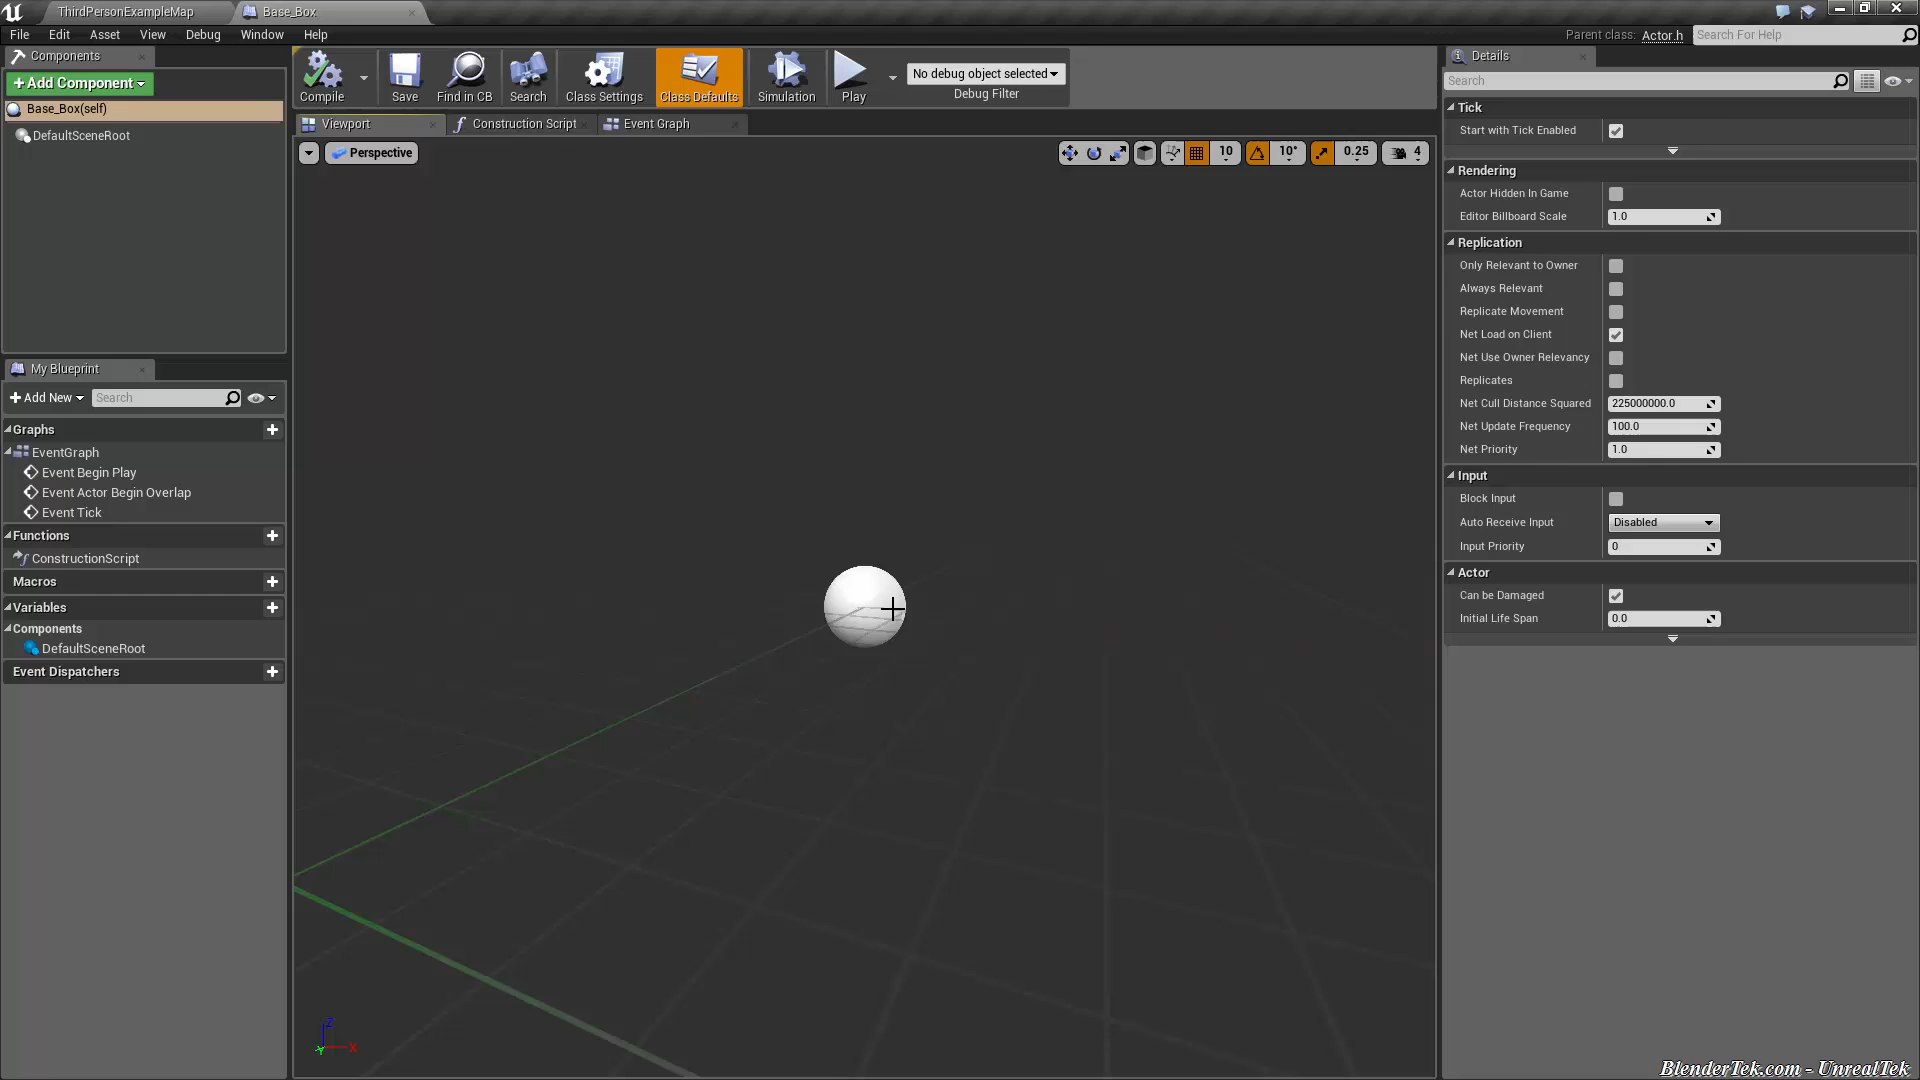 ThirdPersonExampleMap
Base_Box
File Edit Asset View Debug Window Help
Parent class: Actor.h
Search For Help
Components
+ Add Component
Base_Box(self)
DefaultSceneRoot
Compile
Save
Find in CB
Search
Class Settings
Class Defaults
Simulation
Play
No debug object selected
Debug Filter
Viewport
Construction Script
Event Graph
Perspective
10
10°
0.25
4
My Blueprint
+ Add New
Search
Graphs
EventGraph
Event Begin Play
Event Actor Begin Overlap
Event Tick
Functions
ConstructionScript
Macros
Variables
Components
DefaultSceneRoot
Event Dispatchers
Z
X
Y
Details
Search
Tick
Start with Tick Enabled
Rendering
Actor Hidden In Game
Editor Billboard Scale 1.0
Replication
Only Relevant to Owner
Always Relevant
Replicate Movement
Net Load on Client
Net Use Owner Relevancy
Replicates
Net Cull Distance Squared 225000000.0
Net Update Frequency 100.0
Net Priority 1.0
Input
Block Input
Auto Receive Input Disabled
Input Priority 0
Actor
Can be Damaged
Initial Life Span 0.0
BlenderTek.com - UnrealTek